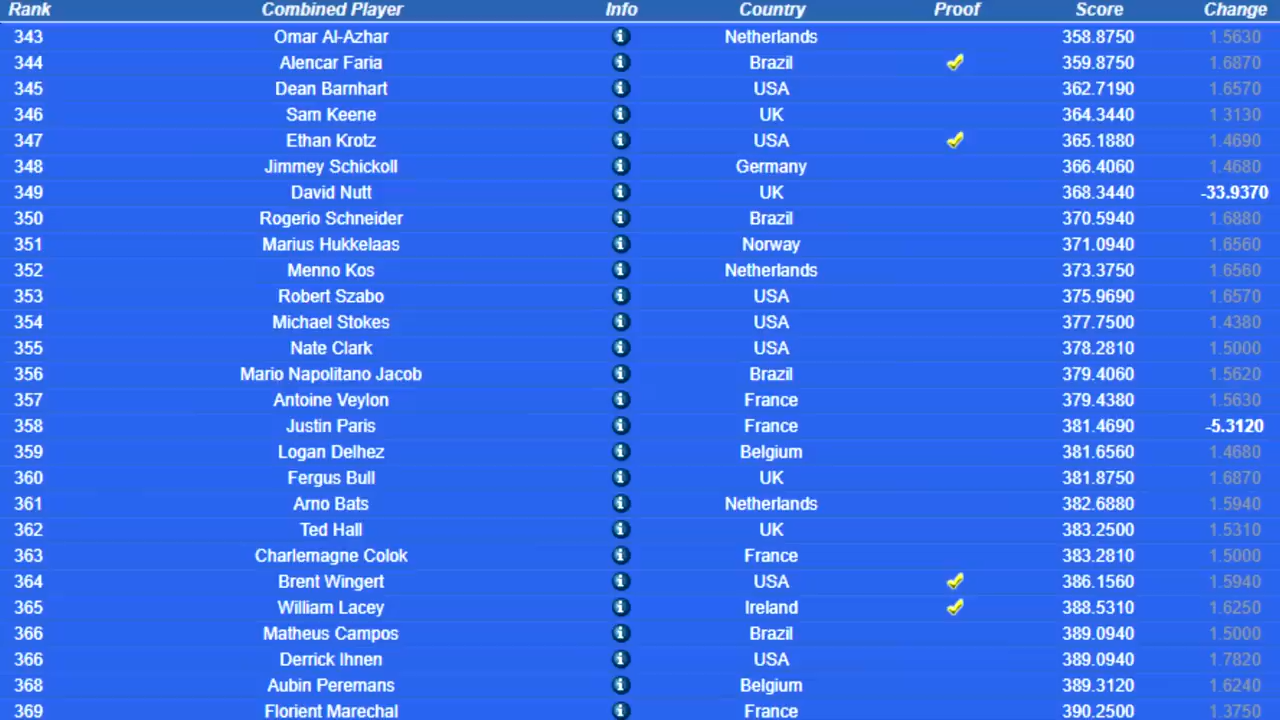 Rank Combined Player Info Country Proof Score Change
343 Omar Al-Azhar Netherlands 358.8750 1.5630
344 Alencar Faria Brazil 359.8750 1.6870
345 Dean Barnhart USA 362.7190 1.6570
346 Sam Keene UK 364.3440 1.3130
347 Ethan Krotz USA 365.1880 1.4690
348 Jimmey Schickoll Germany 366.4060 1.4680
349 David Nutt UK 368.3440 -33.9370
350 Rogerio Schneider Brazil 370.5940 1.6880
351 Marius Hukkelaas Norway 371.0940 1.6560
352 Menno Kos Netherlands 373.3750 1.6560
353 Robert Szabo USA 375.9690 1.6570
354 Michael Stokes USA 377.7500 1.4380
355 Nate Clark USA 378.2810 1.5000
356 Mario Napolitano Jacob Brazil 379.4060 1.5620
357 Antoine Veylon France 379.4380 1.5630
358 Justin Paris France 381.4690 -5.3120
359 Logan Delhez Belgium 381.6560 1.4680
360 Fergus Bull UK 381.8750 1.6870
361 Arno Bats Netherlands 382.6880 1.5940
362 Ted Hall UK 383.2500 1.5310
363 Charlemagne Colok France 383.2810 1.5000
364 Brent Wingert USA 386.1560 1.5940
365 William Lacey Ireland 388.5310 1.6250
366 Matheus Campos Brazil 389.0940 1.5000
366 Derrick Ihnen USA 389.0940 1.7820
368 Aubin Peremans Belgium 389.3120 1.6240
369 Florient Marechal France 390.2500 1.3750